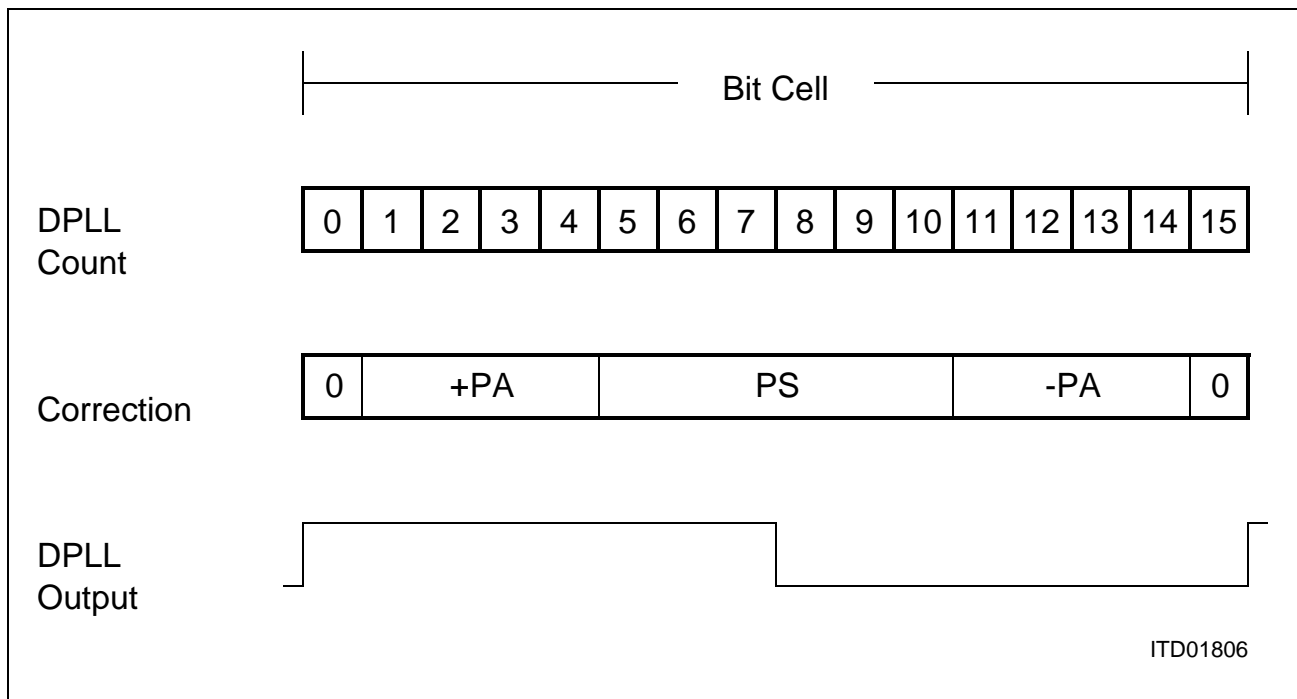 Bit Cell
DPLL
Count
0 1 2 3 4 5 6 7 8 9 10 11 12 13 14 15
Correction
0 +PA PS -PA 0
DPLL
Output
ITD01806